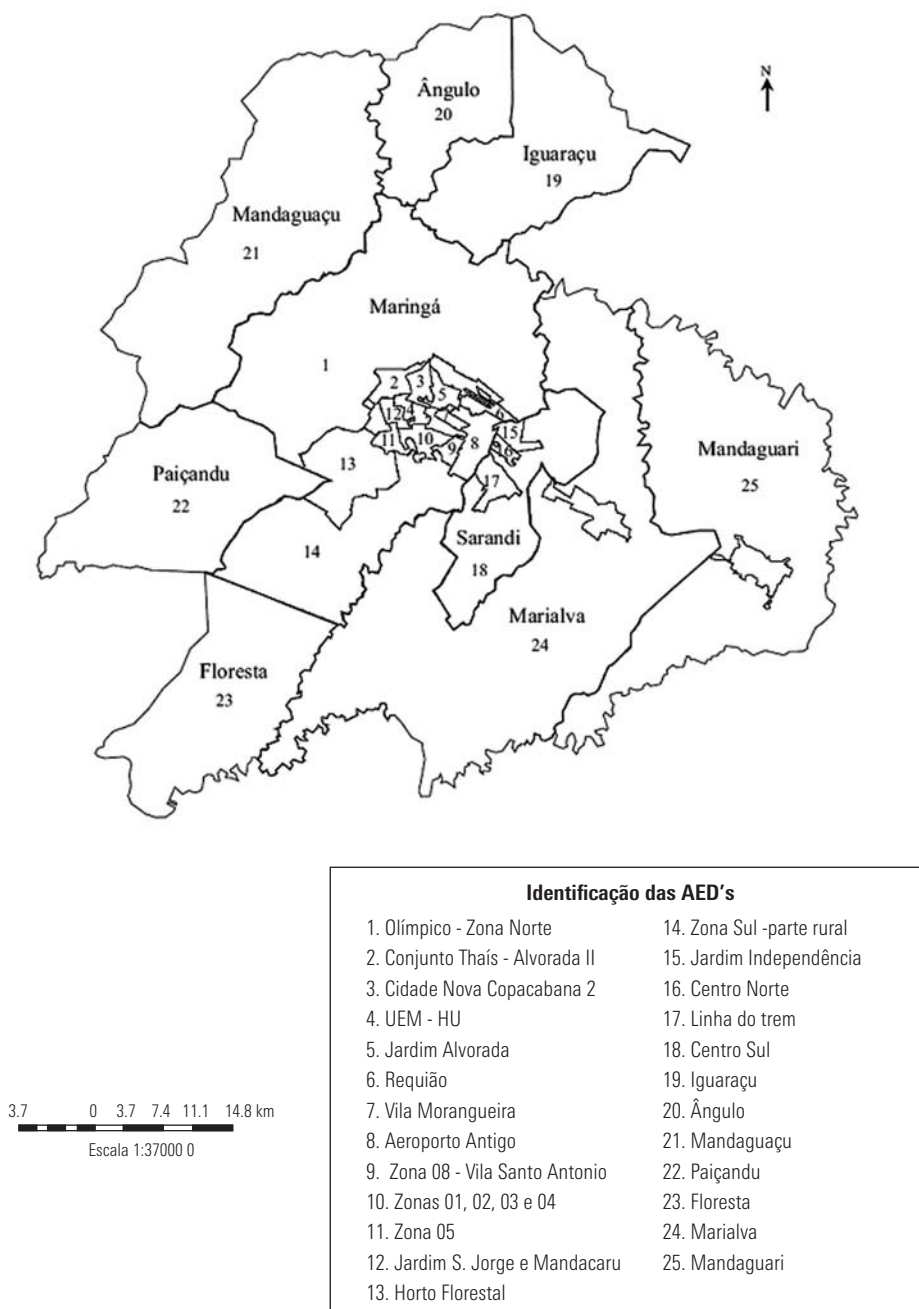 N
Ângulo
20
Iguaraçu
19
Mandaguaçu
21
Maringá
1
2
3
5
12
4
11
10
9
8
15
16
6
13
17
Mandaguari
25
Paiçandu
22
14
Sarandi
18
Marialva
24
Floresta
23
3.7 0 3.7 7.4 11.1 14.8 km
Escala 1:37000 0
Identificação das AED's
1. Olímpico - Zona Norte
2. Conjunto Thaís - Alvorada II
3. Cidade Nova Copacabana 2
4. UEM - HU
5. Jardim Alvorada
6. Requião
7. Vila Morangueira
8. Aeroporto Antigo
9. Zona 08 - Vila Santo Antonio
10. Zonas 01, 02, 03 e 04
11. Zona 05
12. Jardim S. Jorge e Mandacaru
13. Horto Florestal
14. Zona Sul -parte rural
15. Jardim Independência
16. Centro Norte
17. Linha do trem
18. Centro Sul
19. Iguaraçu
20. Ângulo
21. Mandaguaçu
22. Paiçandu
23. Floresta
24. Marialva
25. Mandaguari